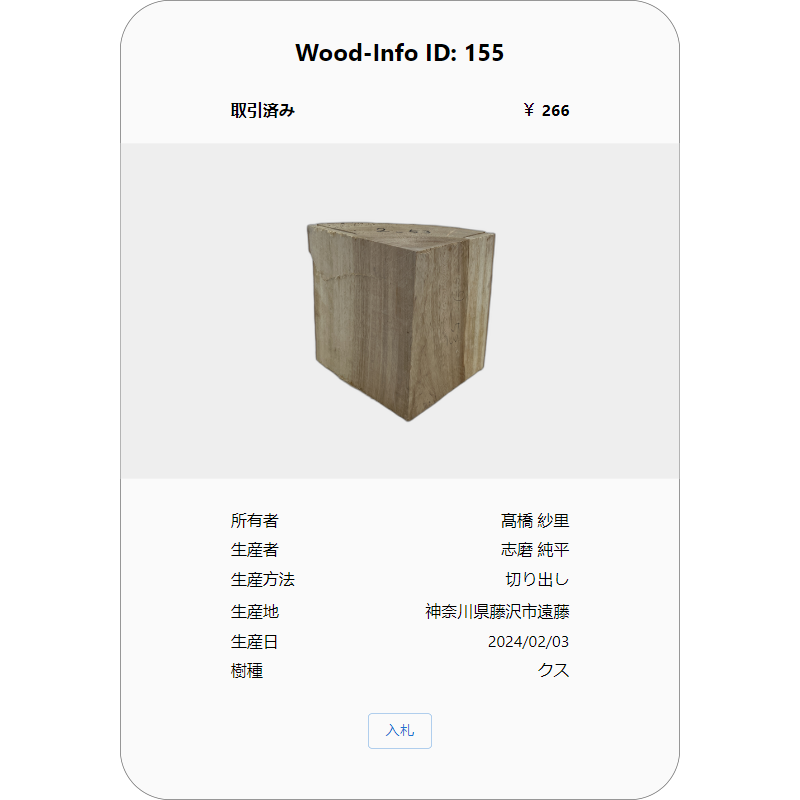 Wood-Info ID: 155
取引済み ¥ 266
所有者 髙橋 紗里
生産者 志磨 純平
生産方法 切り出し
生産地 神奈川県藤沢市遠藤
生産日 2024/02/03
樹種 クス
入札